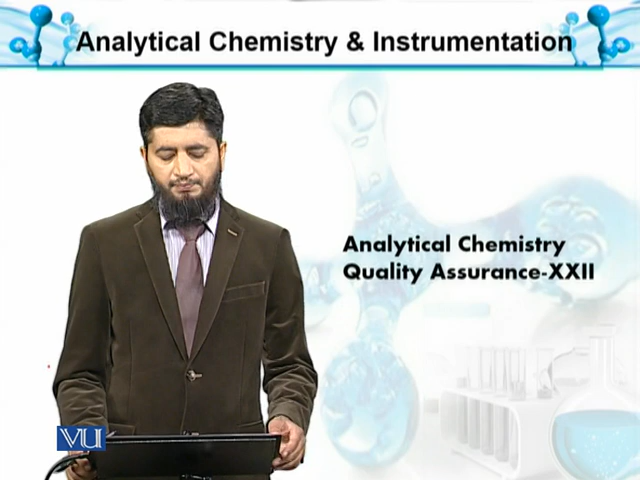 Analytical Chemistry & Instrumentation
Analytical Chemistry
Quality Assurance-XXII
VU